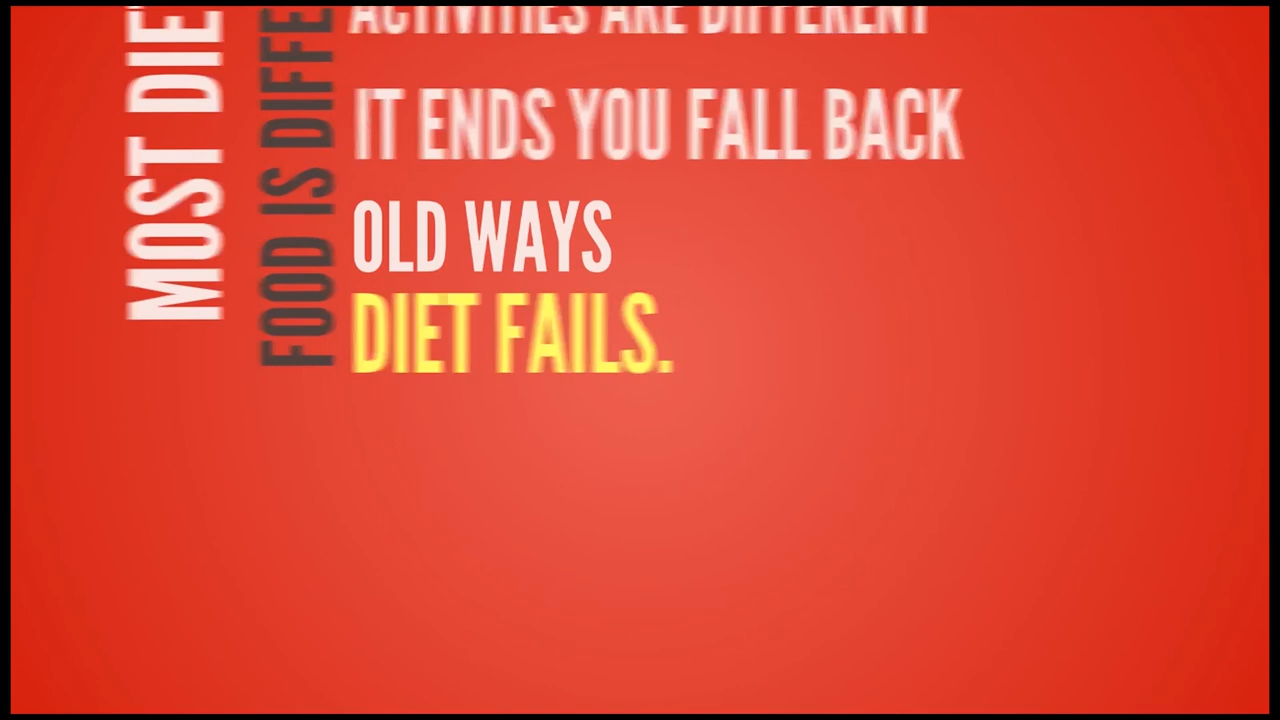 MOST DIE
FOOD IS DIFFE
ACTIVITIES ARE DIFFERENT
IT ENDS YOU FALL BACK
OLD WAYS
DIET FAILS.